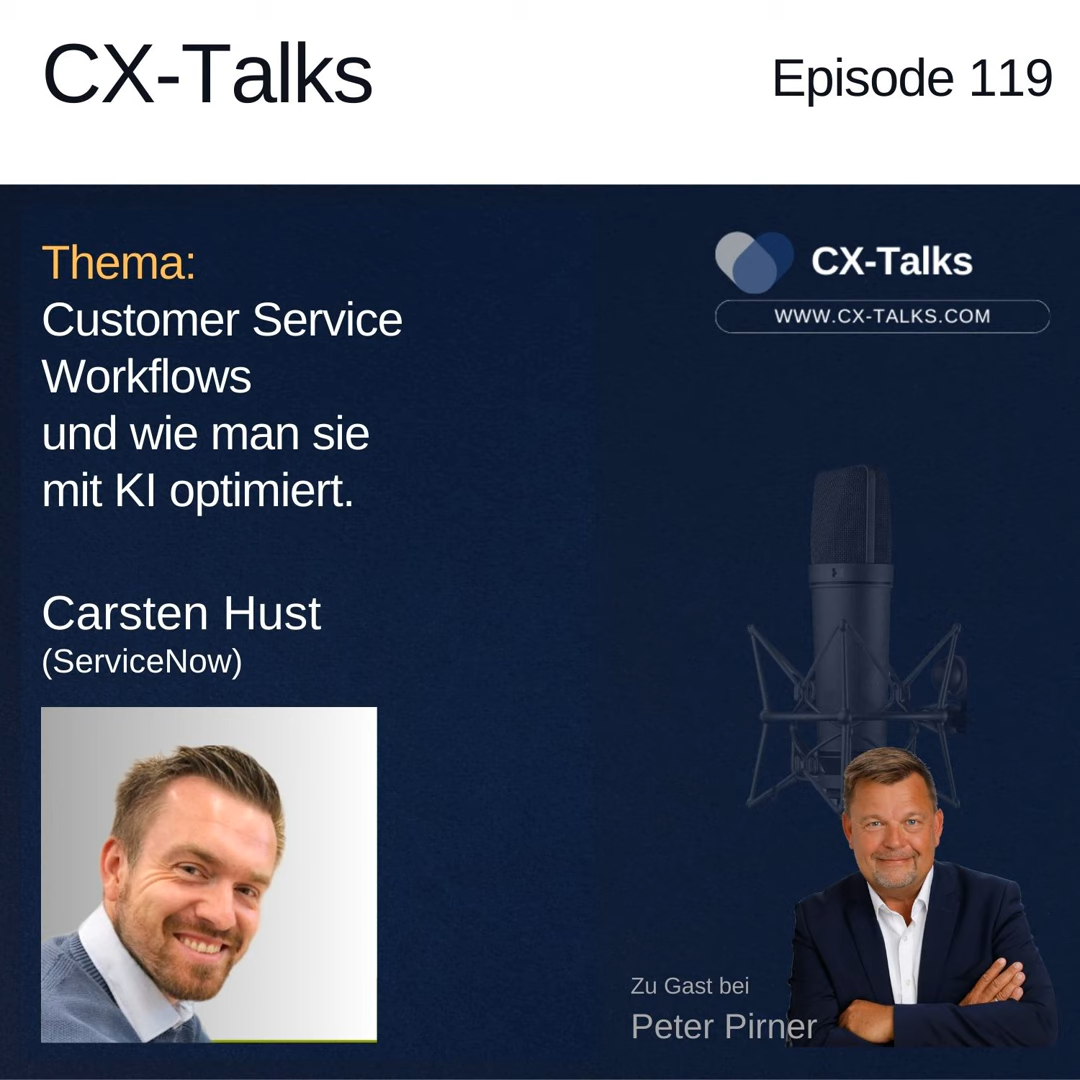 CX-Talks
Episode 119
Thema:
Customer Service
Workflows
und wie man sie
mit KI optimiert.
Carsten Hust
(ServiceNow)
CX-Talks
WWW.CX-TALKS.COM
Zu Gast bei
Peter Pirner